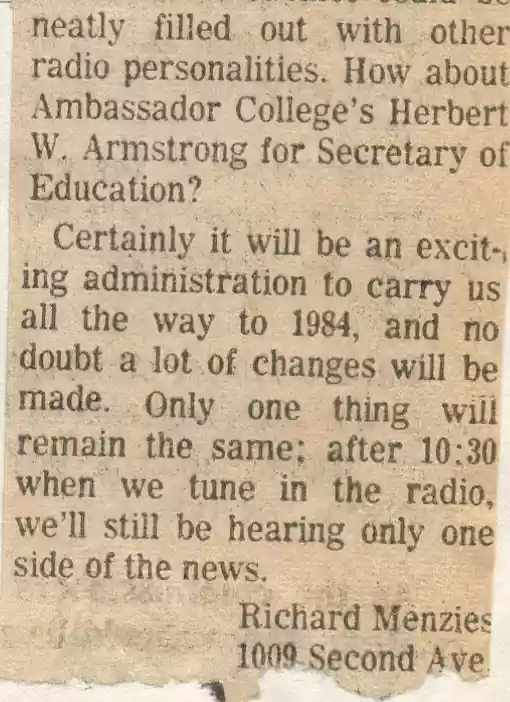 neatly filled out with other
radio personalities. How about
Ambassador College's Herbert
W. Armstrong for Secretary of
Education?
Certainly it will be an excit-
ing administration to carry us
all the way to 1984, and no
doubt a lot of changes will be
made. Only one thing will
remain the same; after 10:30
when we tune in the radio,
we'll still be hearing only one
side of the news.
Richard Menzies
1009 Second Ave.